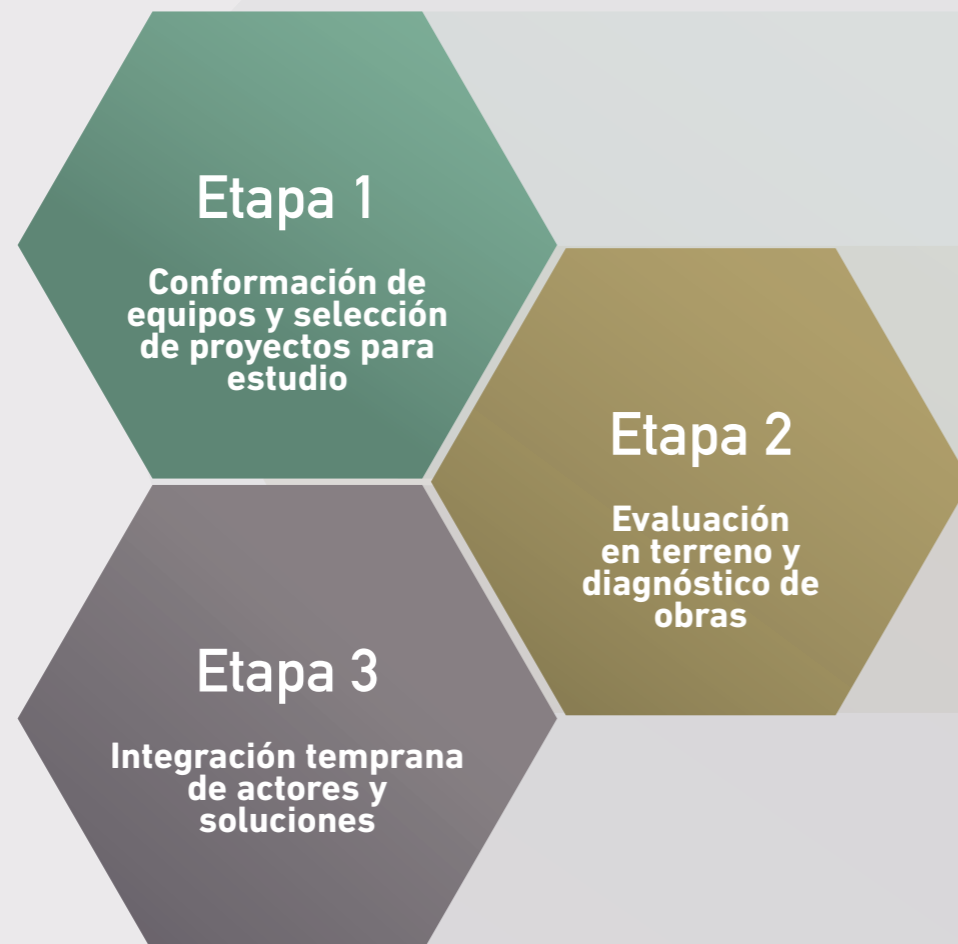 Etapa 1
Conformación de
equipos y selección
de proyectos para
estudio
Etapa 2
Evaluación
en terreno y
diagnóstico de
obras
Etapa 3
Integración temprana
de actores y
soluciones